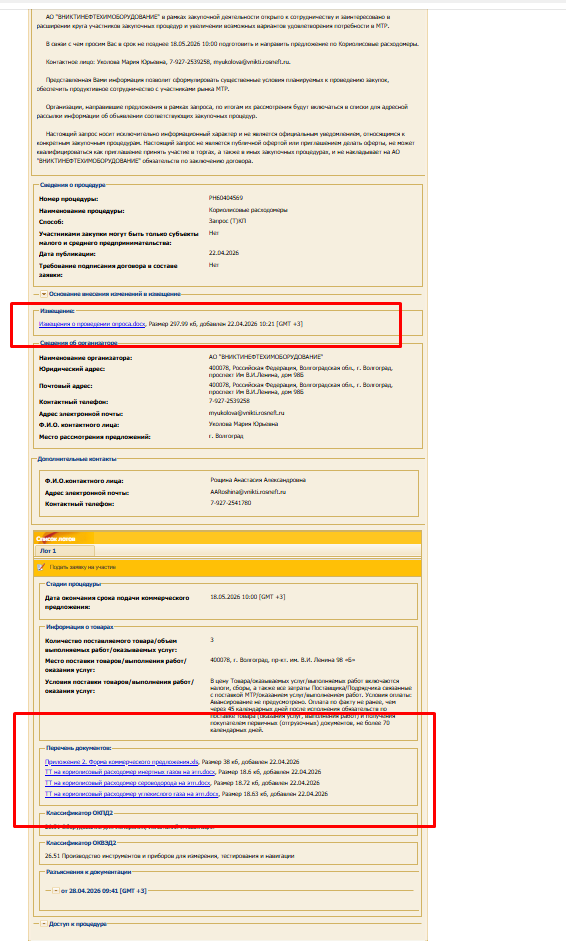 АО "ВНИКТИНЕФТЕХИМОБОРУДОВАНИЕ" в рамках закупочной деятельности открыто к сотрудничеству и заинтересовано в
расширении круга участников закупочных процедур и увеличении возможных вариантов удовлетворения потребности в МТР.
В связи с чем просим Вас в срок не позднее 18.05.2026 10:00 подготовить и направить предложение по Кориолисовые расходомеры.
Контактное лицо: Уколова Мария Юрьевна, 7-927-2539258, myukolova@vnikti.rosneft.ru.
Представленная Вами информация позволит сформулировать существенные условия планируемых к проведению закупок,
обеспечить продуктивное сотрудничество с участниками рынка МТР.
Организации, направившие предложения в рамках запроса, по итогам их рассмотрения будут включаться в списки для адресной
рассылки информации об объявлении соответствующих закупочных процедур.
Настоящий запрос носит исключительно информационный характер и не является официальным уведомлением, относящимся к
конкретным закупочным процедурам. Настоящий запрос не является публичной офертой или приглашением делать оферты, не может
квалифицироваться как приглашение принять участие в торгах, а также в иных закупочных процедурах, и не накладывает на АО
"ВНИКТИНЕФТЕХИМОБОРУДОВАНИЕ" обязательств по заключению договора.
Сведения о процедуре
Номер процедуры: РН60404569
Наименование процедуры: Кориолисовые расходомеры
Способ: Запрос (Т)КП
Участниками закупки могут быть только субъекты Нет
малого и среднего предпринимательства:
Дата публикации: 22.04.2026
Требование подписания договора в составе Нет
заявки:
Основание внесения изменений в извещение
Извещение:
Извещения о проведении опроса.docx, Размер 297.99 кб, добавлен 22.04.2026 10:21 [GMT +3]
Сведения об организаторе
Наименование организатора: АО "ВНИКТИНЕФТЕХИМОБОРУДОВАНИЕ"
Юридический адрес: 400078, Российская Федерация, Волгоградская обл., г. Волгоград,
проспект Им В.И.Ленина, дом 98Б
Почтовый адрес: 400078, Российская Федерация, Волгоградская обл., г. Волгоград,
проспект Им В.И.Ленина, дом 98Б
Контактный телефон: 7-927-2539258
Адрес электронной почты: myukolova@vnikti.rosneft.ru
Ф.И.О. контактного лица: Уколова Мария Юрьевна
Место рассмотрения предложений: г. Волгоград
Дополнительные контакты
Ф.И.О.контактного лица: Рощина Анастасия Александровна
Адрес электронной почты: AARoshina@vnikti.rosneft.ru
Контактный телефон: 7-927-2541780
Список лотов
Лот 1
Подать заявку на участие
Стадии процедуры
Дата окончания срока подачи коммерческого 18.05.2026 10:00 [GMT +3]
предложения:
Информация о товарах
Количество поставляемого товара/объем 3
выполняемых работ/оказываемых услуг:
Место поставки товаров/выполнения работ/ 400078, г. Волгоград, пр-кт. им. В.И. Ленина 98 «Б»
оказания услуг:
Условия поставки товаров/выполнения работ/ В цену Товара/оказываемых услуг/выполняемых работ включаются
оказания услуг: налоги, сборы, а также все затраты Поставщика/Подрядчика связанные
с поставкой МТР/оказанием услуг/выполнением работ. Условия оплаты:
Авансирование не предусмотрено. Оплата по факту не ранее, чем
через 45 календарных дней после исполнения обязательств по
поставке товара (оказания услуг, выполнения работ) и получения
покупателем первичных (отгрузочных) документов, не более 70
календарных дней.
Перечень документов:
Приложение 2. Форма коммерческого предложения.xls, Размер 38 кб, добавлен 22.04.2026
ТТ на кориолисовый расходомер инертных газов на этп.docx, Размер 18.6 кб, добавлен 22.04.2026
ТТ на кориолисовый расходомер сероводорода на этп.docx, Размер 18.72 кб, добавлен 22.04.2026
ТТ на кориолисовый расходомер углекислого газа на этп.docx, Размер 18.63 кб, добавлен 22.04.2026
Классификатор ОКПД2
Классификатор ОКВЭД2
26.51 Производство инструментов и приборов для измерения, тестирования и навигации
Разъяснения к документации
от 28.04.2026 09:41 [GMT +3]
Доступ к процедуре